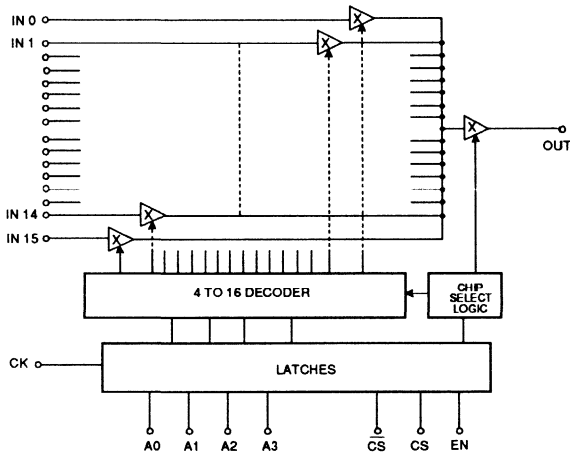 IN 0
X
IN 1
X
X
OUT
IN 14
X
IN 15
X
4 TO 16 DECODER
CHIP
SELECT
LOGIC
CK
LATCHES
A0 A1 A2 A3 C̅S̅ CS EN